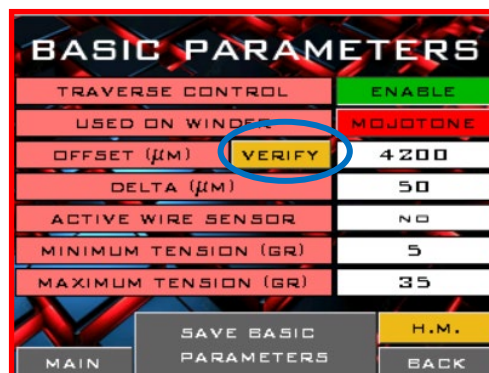 BASIC PARAMETERS
TRAVERSE CONTROL ENABLE
USED ON WINDER MOJOTONE
OFFSET (µM) VERIFY 4200
DELTA (µM) 50
ACTIVE WIRE SENSOR NO
MINIMUM TENSION (GR) 5
MAXIMUM TENSION (GR) 35
SAVE BASIC PARAMETERS
H.M.
MAIN
BACK